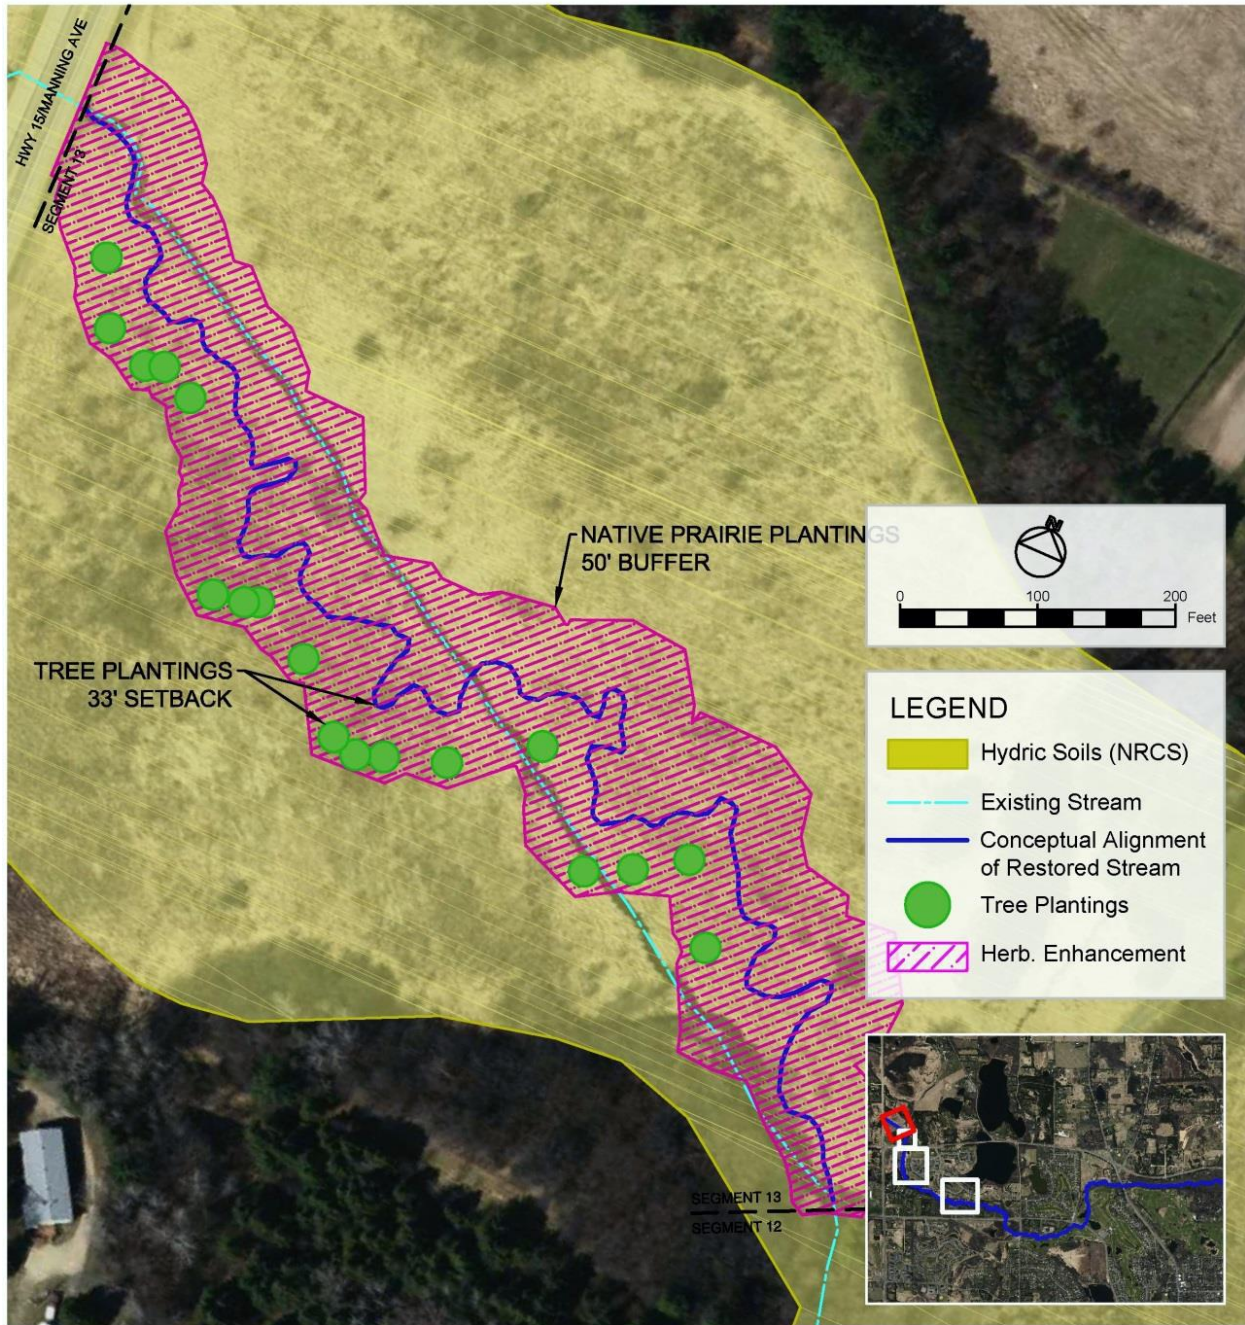 HWY 15/MANNING AVE
SEGMENT 13
NATIVE PRAIRIE PLANTINGS
50' BUFFER
N
0 100 200
Feet
TREE PLANTINGS
33' SETBACK
LEGEND
Hydric Soils (NRCS)
Existing Stream
Conceptual Alignment
of Restored Stream
Tree Plantings
Herb. Enhancement
SEGMENT 13
SEGMENT 12